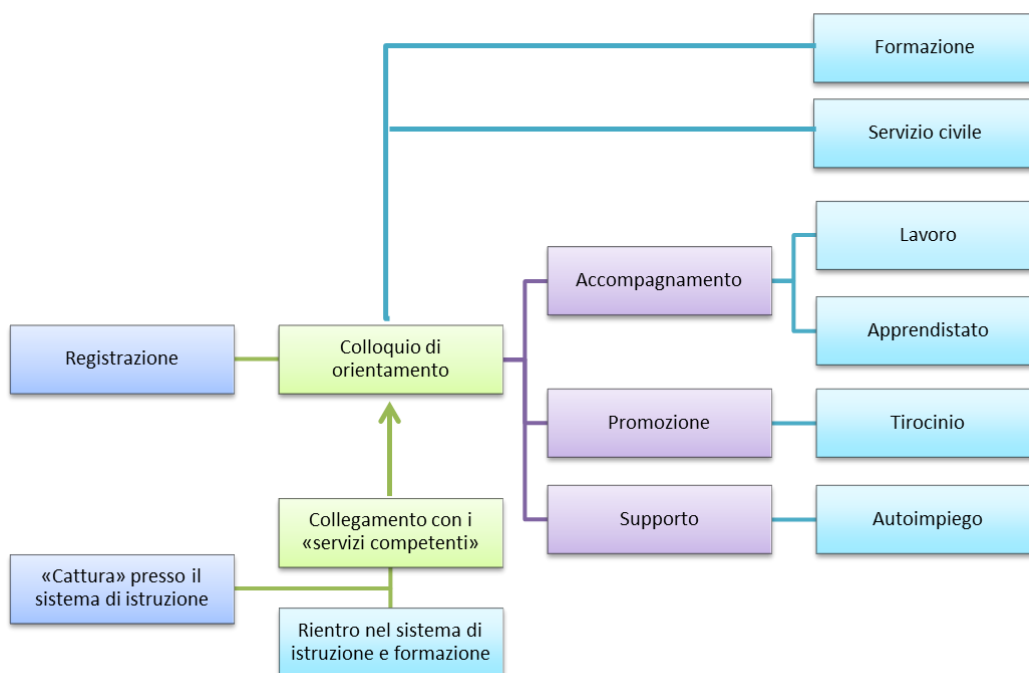 Formazione
Servizio civile
Lavoro
Accompagnamento
Apprendistato
Registrazione
Colloquio di
orientamento
Promozione
Tirocinio
Collegamento con i
«servizi competenti»
Supporto
Autoimpiego
«Cattura» presso il
sistema di istruzione
Rientro nel sistema di
istruzione e formazione